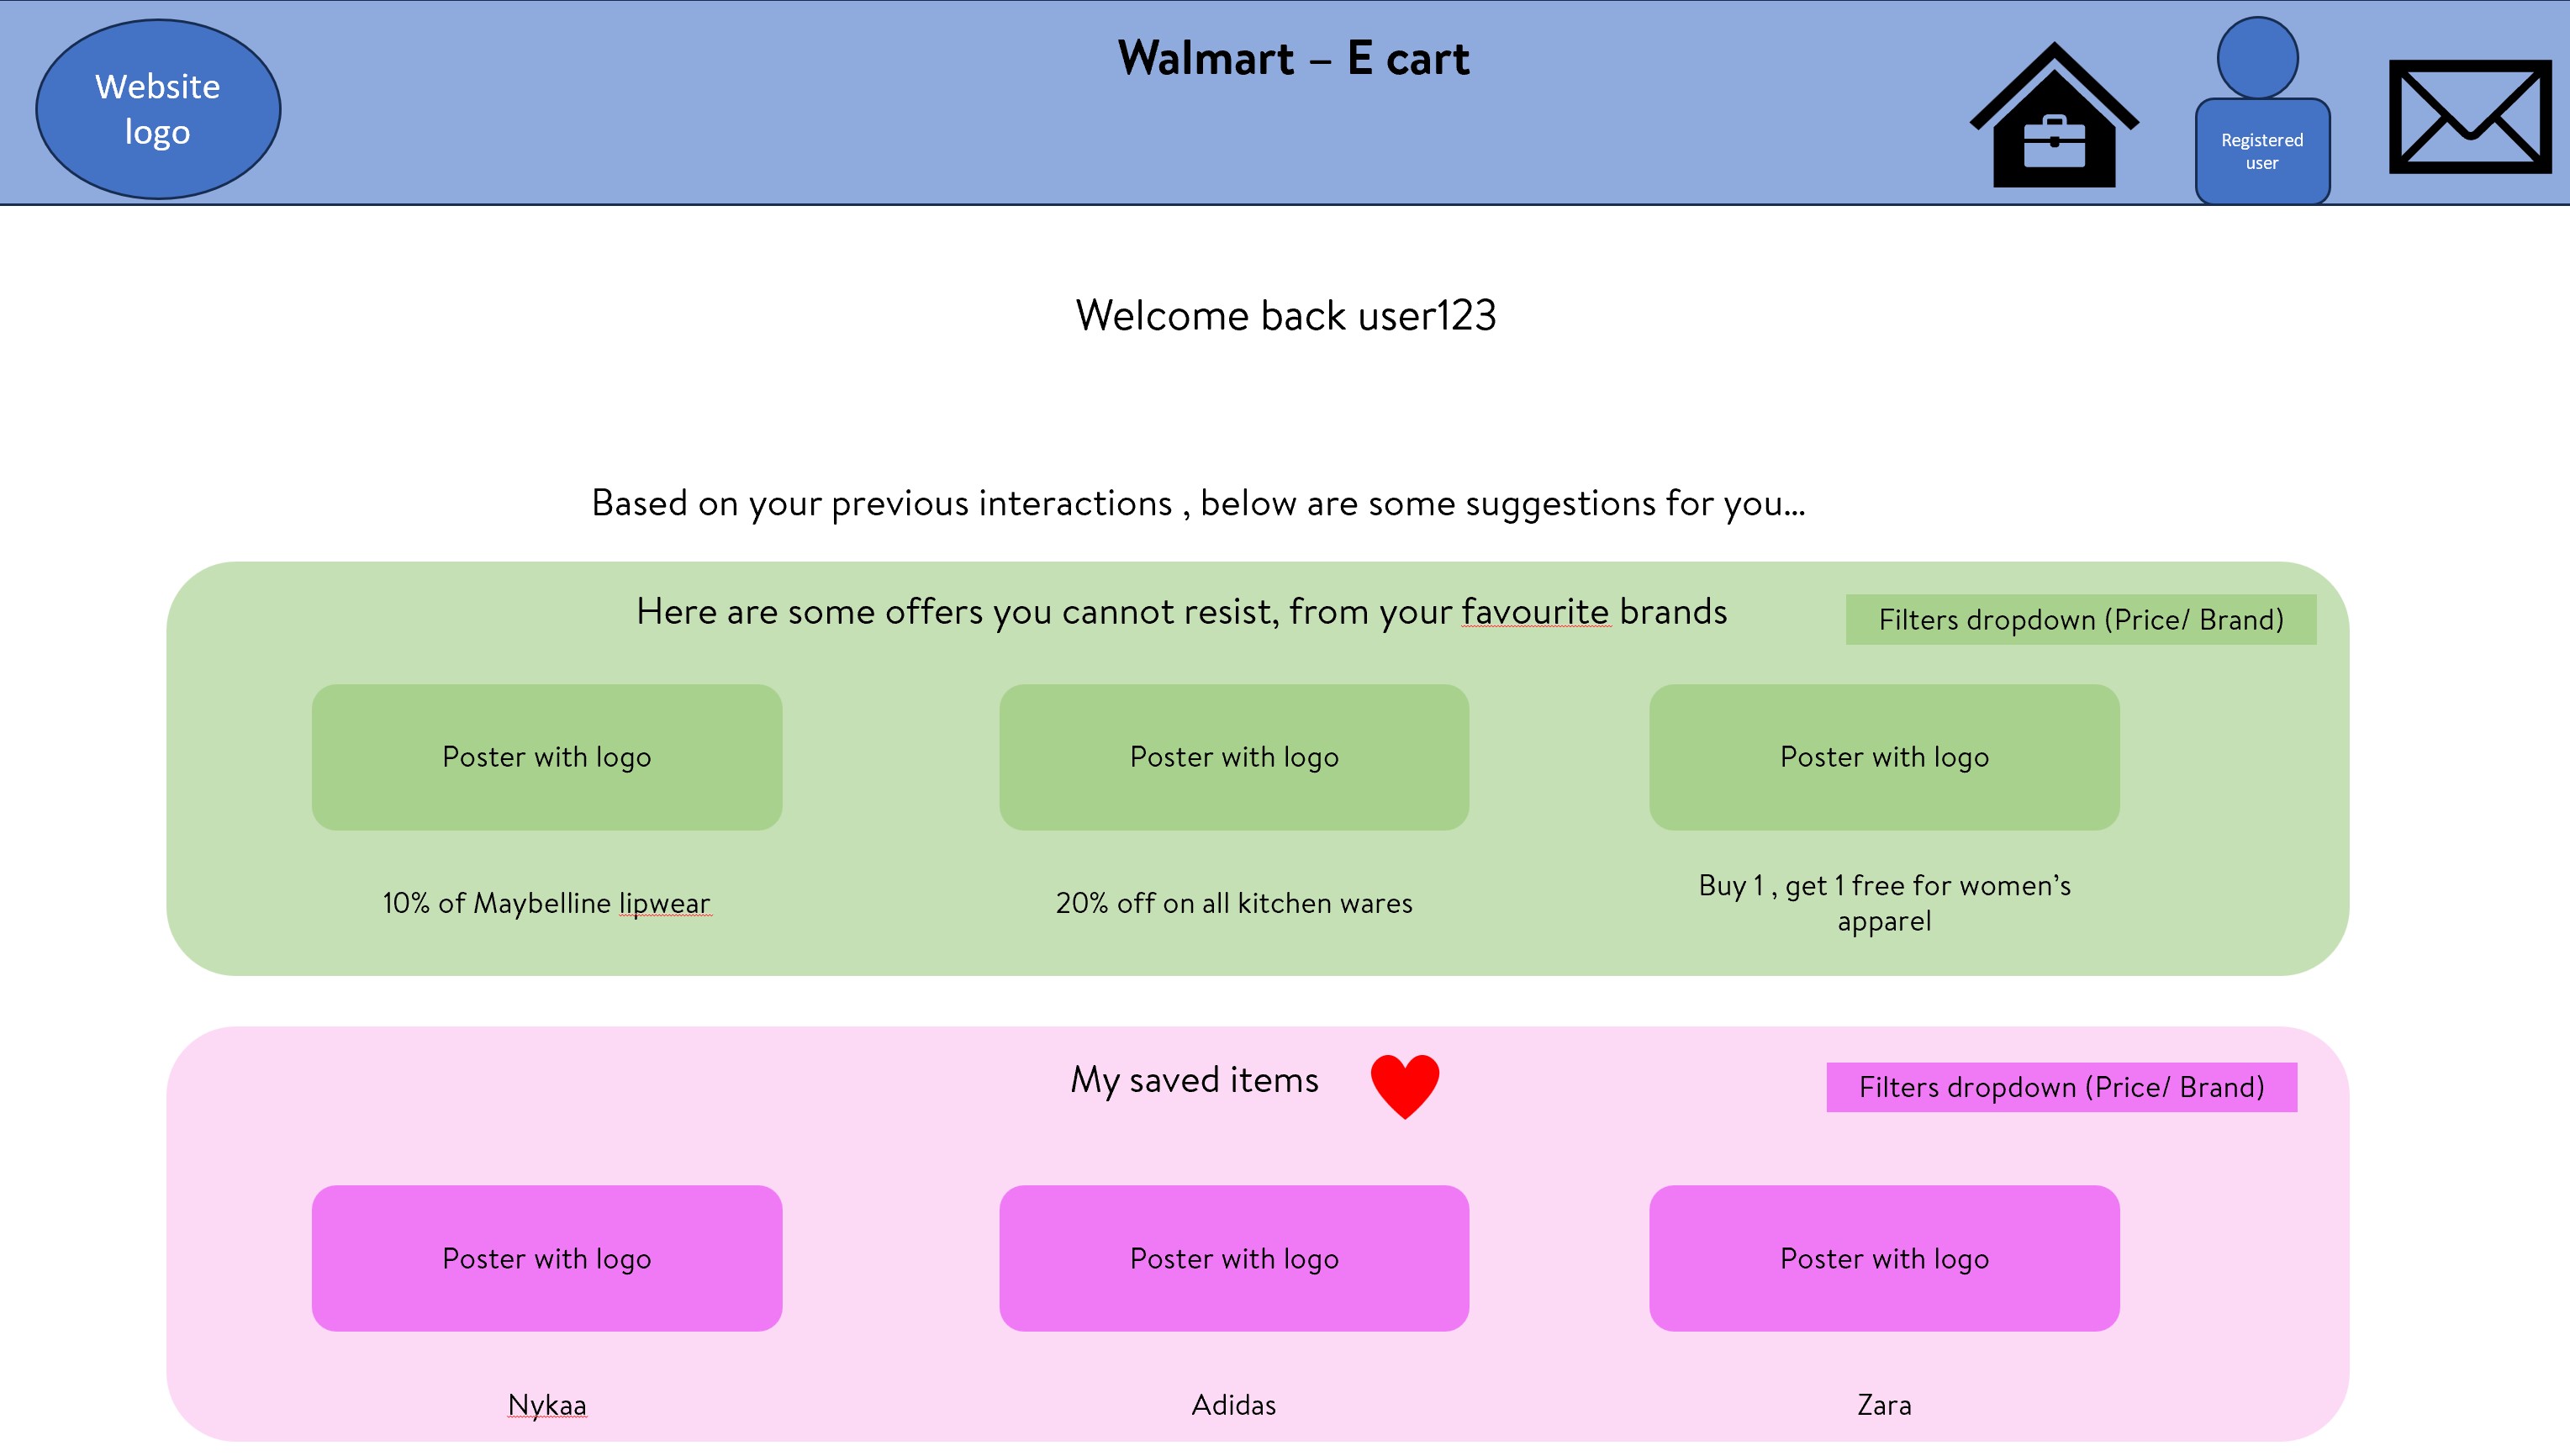 Website
logo
Walmart – E cart
Registered
user
Welcome back user123
Based on your previous interactions , below are some suggestions for you...
Here are some offers you cannot resist, from your favourite brands
Filters dropdown (Price/ Brand)
Poster with logo
Poster with logo
Poster with logo
10% of Maybelline lipwear
20% off on all kitchen wares
Buy 1 , get 1 free for women’s
apparel
My saved items
Filters dropdown (Price/ Brand)
Poster with logo
Poster with logo
Poster with logo
Nykaa
Adidas
Zara